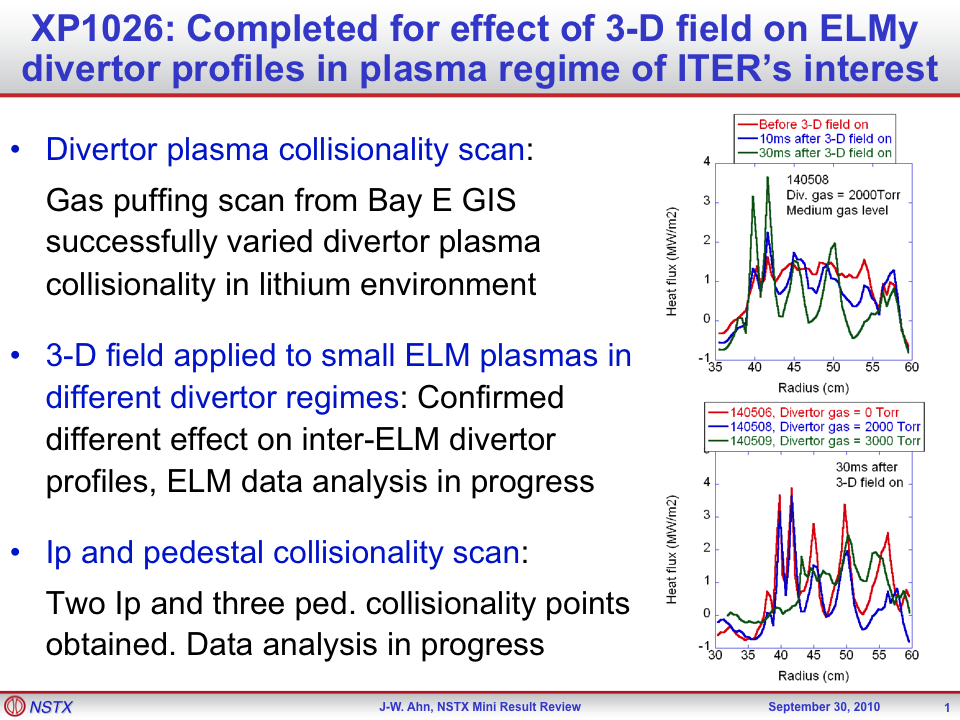 XP1026: Completed for effect of 3-D field on ELMy
divertor profiles in plasma regime of ITER's interest
• Divertor plasma collisionality scan:
Gas puffing scan from Bay E GIS
successfully varied divertor plasma
collisionality in lithium environment
• 3-D field applied to small ELM plasmas in
different divertor regimes: Confirmed
different effect on inter-ELM divertor
profiles, ELM data analysis in progress
• Ip and pedestal collisionality scan:
Two Ip and three ped. collisionality points
obtained. Data analysis in progress
Before 3-D field on
10ms after 3-D field on
30ms after 3-D field on
140508
Div. gas = 2000Torr
Medium gas level
Heat flux (MW/m2)
4
3
2
1
0
-1
35 40 45 50 55 60
Radius (cm)
140506, Divertor gas = 0 Torr
140508, Divertor gas = 2000 Torr
140509, Divertor gas = 3000 Torr
30ms after
3-D field on
Heat flux (MW/m2)
4
3
2
1
0
-1
30 35 40 45 50 55 60
Radius (cm)
NSTX
J-W. Ahn, NSTX Mini Result Review
September 30, 2010
1